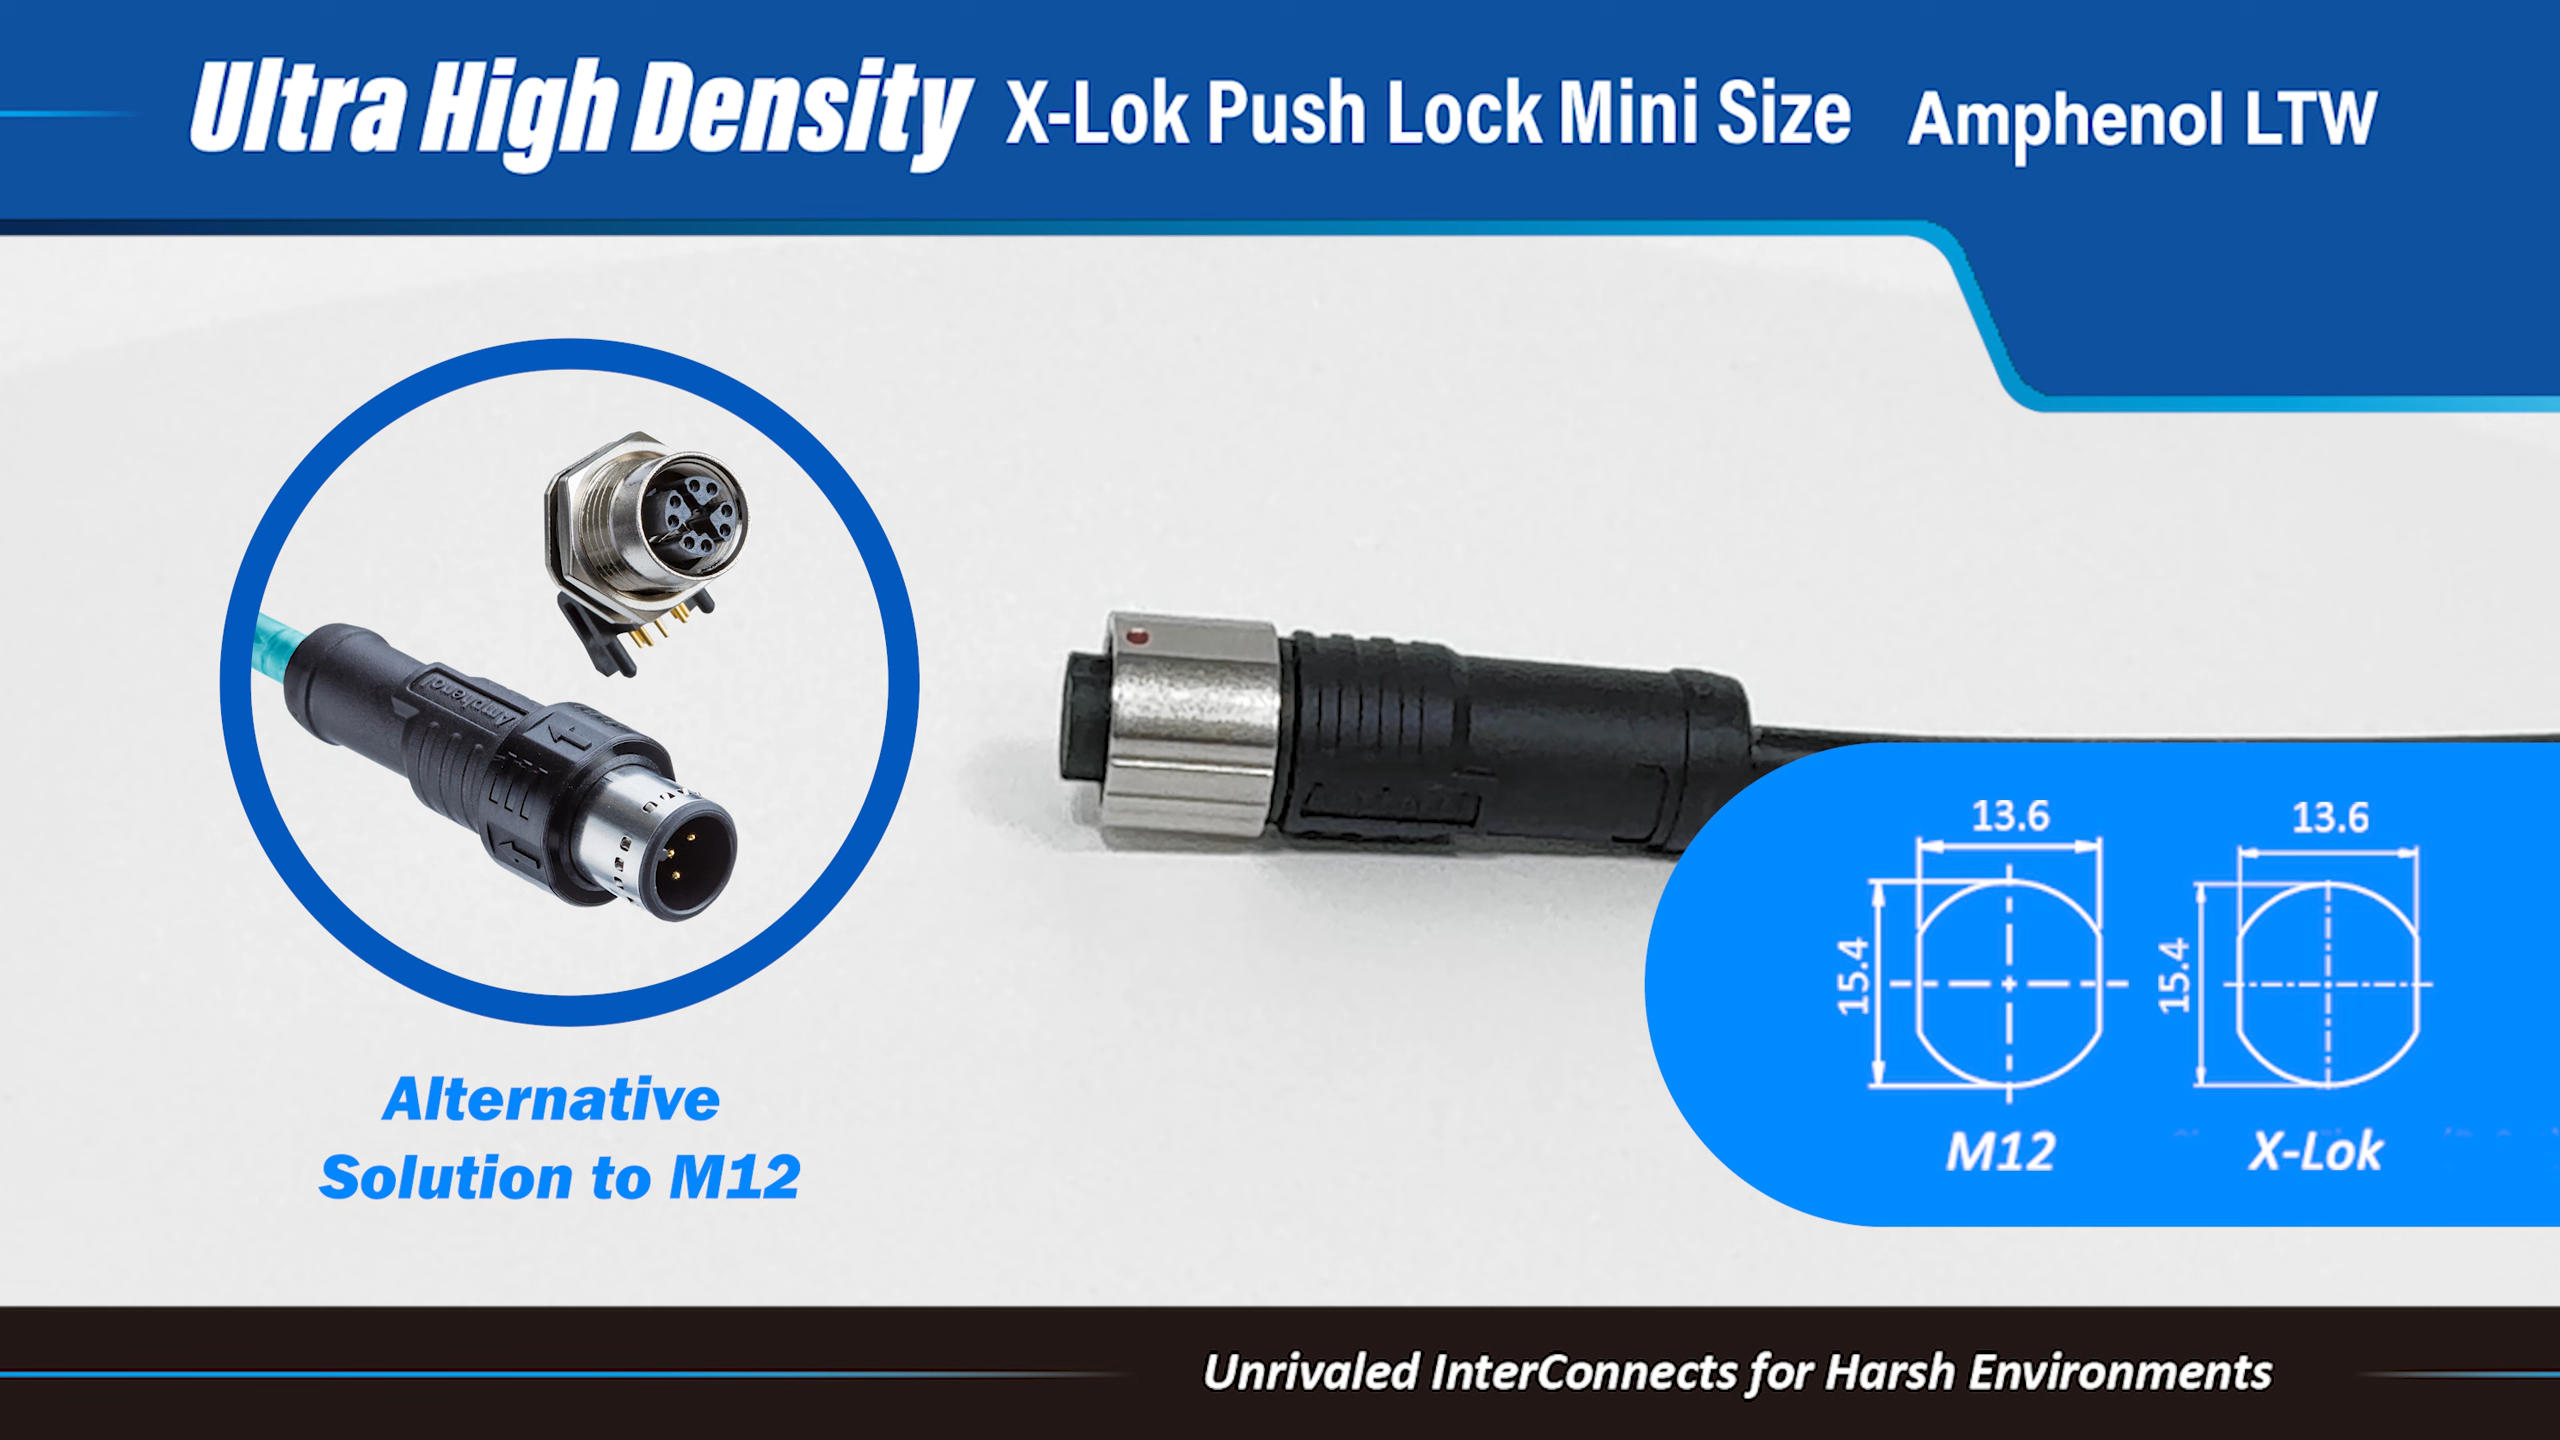 Ultra High Density X-Lok Push Lock Mini Size Amphenol LTW
Amphenol
Alternative
Solution to M12
13.6
15.4
M12
13.6
15.4
X-Lok
Unrivaled InterConnects for Harsh Environments